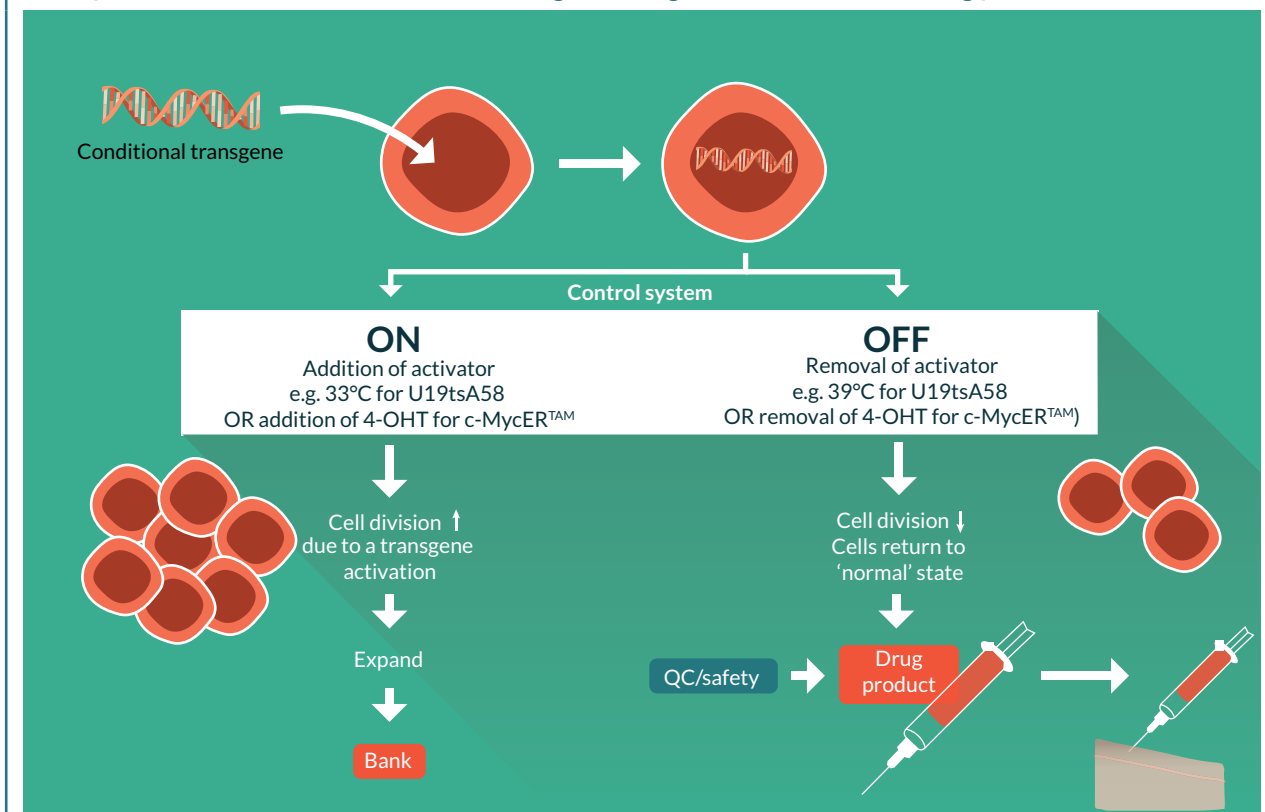 Conditional transgene
Control system
ON
Addition of activator
e.g. 33°C for U19tsA58
OR addition of 4-OHT for c-MycER^TAM
OFF
Removal of activator
e.g. 39°C for U19tsA58
OR removal of 4-OHT for c-MycER^TAM)
Cell division ↑
due to a transgene
activation
Expand
Bank
Cell division ↓
Cells return to
‘normal’ state
QC/safety
Drug
product